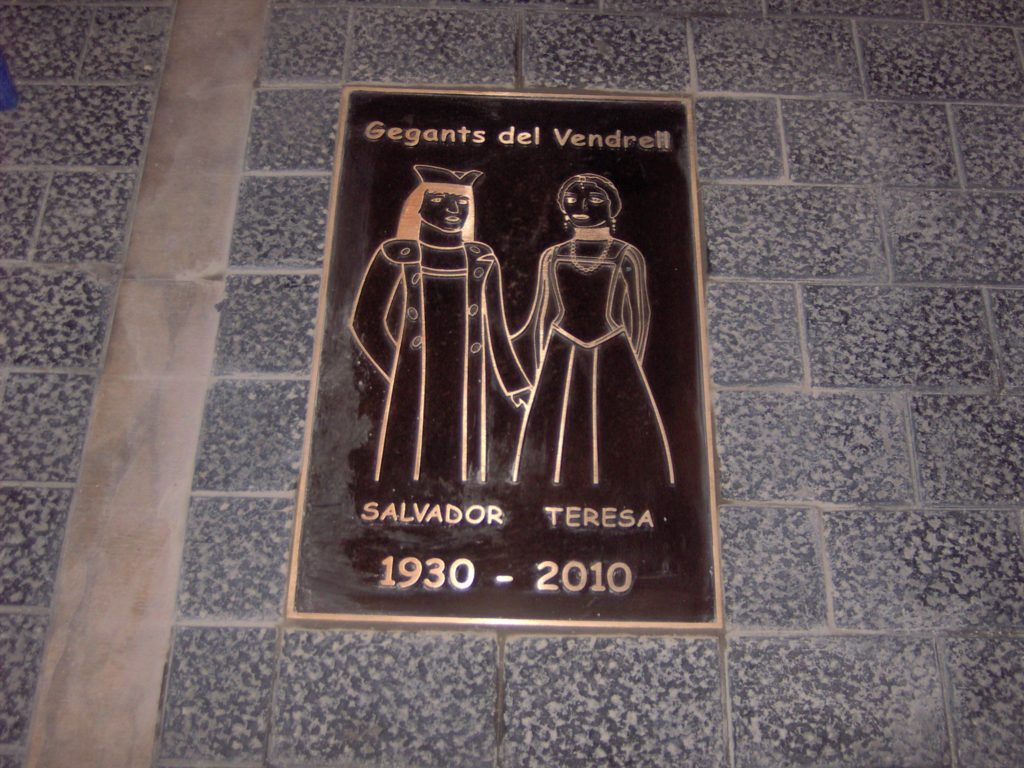 Gegants del Vendrell
SALVADOR TERESA
1930 - 2010